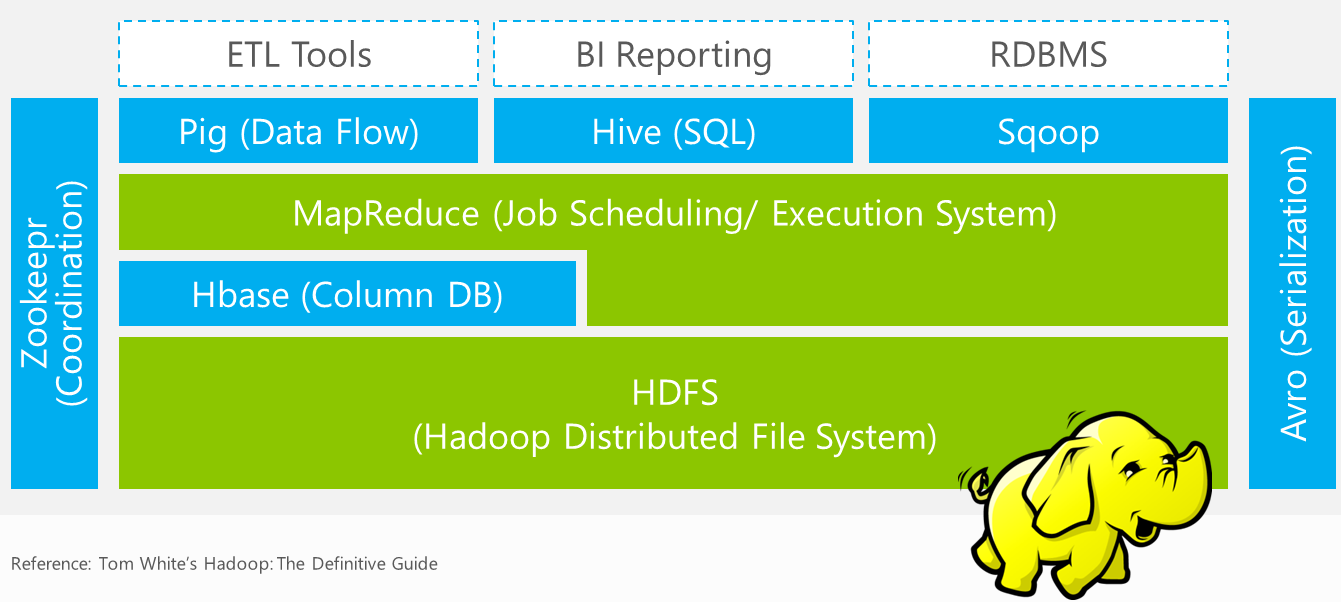 ETL Tools
BI Reporting
RDBMS
Pig (Data Flow)
Hive (SQL)
Sqoop
Zookeepr
(Coordination)
MapReduce (Job Scheduling/ Execution System)
Hbase (Column DB)
HDFS
(Hadoop Distributed File System)
Avro (Serialization)
Reference: Tom White's Hadoop: The Definitive Guide